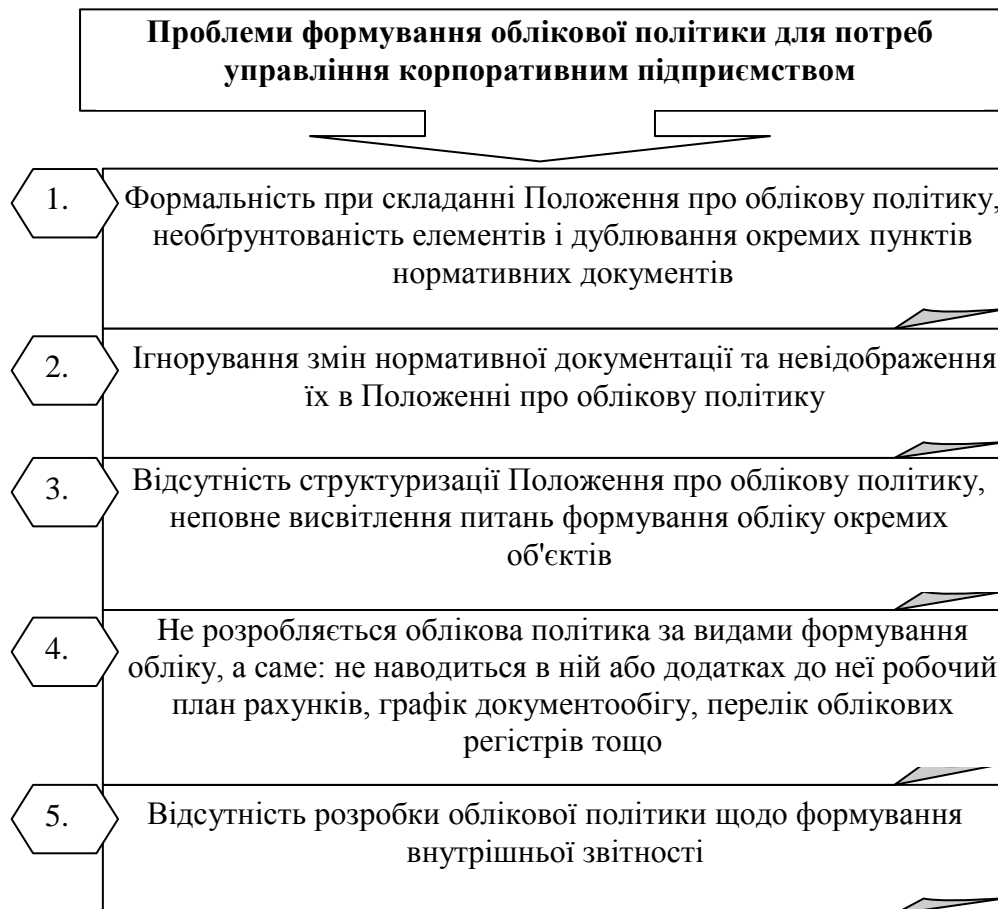 Проблеми формування облікової політики для потреб
управління корпоративним підприємством
1.
Формальність при складанні Положення про облікову політику,
необґрунтованість елементів і дублювання окремих пунктів
нормативних документів
2.
Ігнорування змін нормативної документації та невідображення
їх в Положенні про облікову політику
3.
Відсутність структуризації Положення про облікову політику,
неповне висвітлення питань формування обліку окремих
об'єктів
4.
Не розробляється облікова політика за видами формування
обліку, а саме: не наводиться в ній або додатках до неї робочий
план рахунків, графік документообігу, перелік облікових
регістрів тощо
5.
Відсутність розробки облікової політики щодо формування
внутрішньої звітності